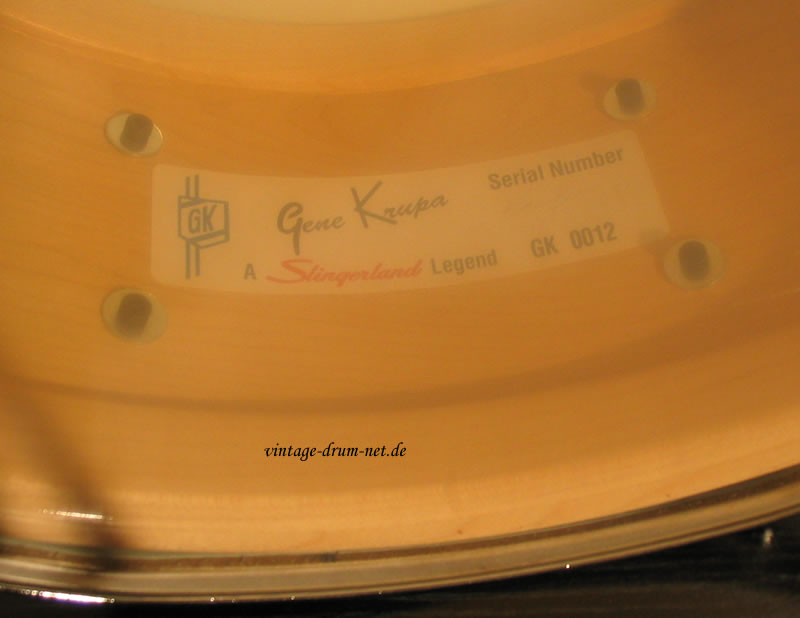 GK
Gene Krupa
Serial Number
A Slingerland Legend
GK 0012
vintage-drum-net.de